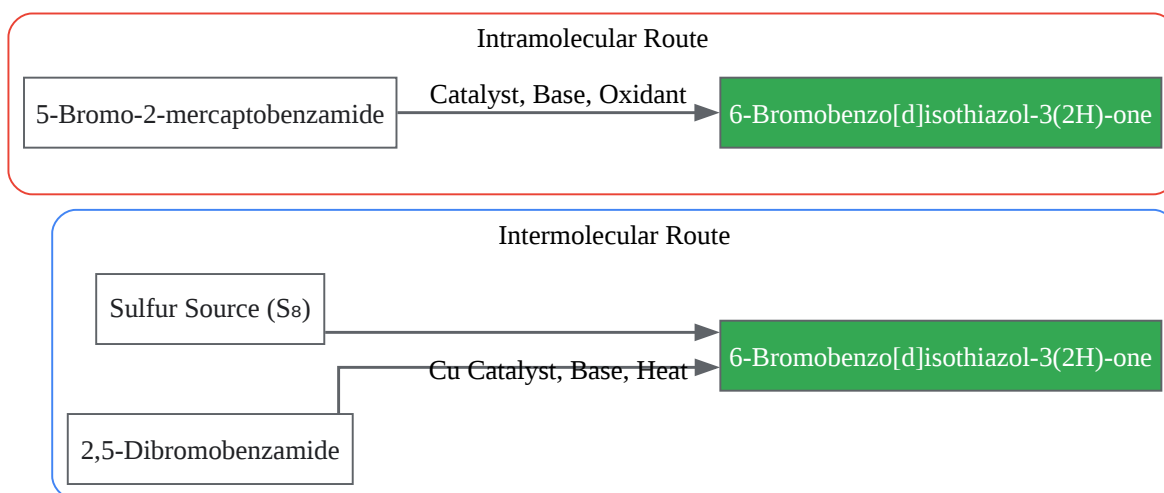 Intramolecular Route
5-Bromo-2-mercaptobenzamide
Catalyst, Base, Oxidant
6-Bromobenzo[d]isothiazol-3(2H)-one
Intermolecular Route
Sulfur Source (S₈)
Cu Catalyst, Base, Heat
6-Bromobenzo[d]isothiazol-3(2H)-one
2,5-Dibromobenzamide